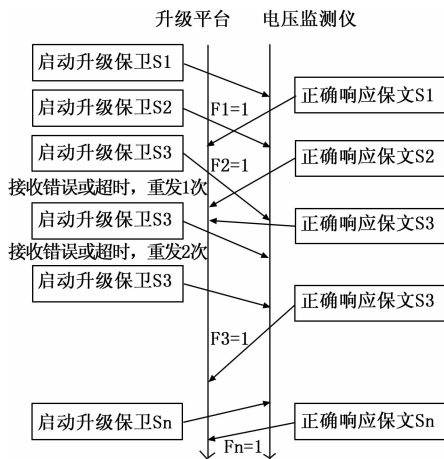 升级平台
电压监测仪
启动升级保卫S1
正确响应保文S1
F1=1
启动升级保卫S2
启动升级保卫S3
F2=1
正确响应保文S2
接收错误或超时，重发1次
启动升级保卫S3
正确响应保文S3
接收错误或超时，重发2次
启动升级保卫S3
正确响应保文S3
F3=1
启动升级保卫Sn
正确响应保文Sn
Fn=1